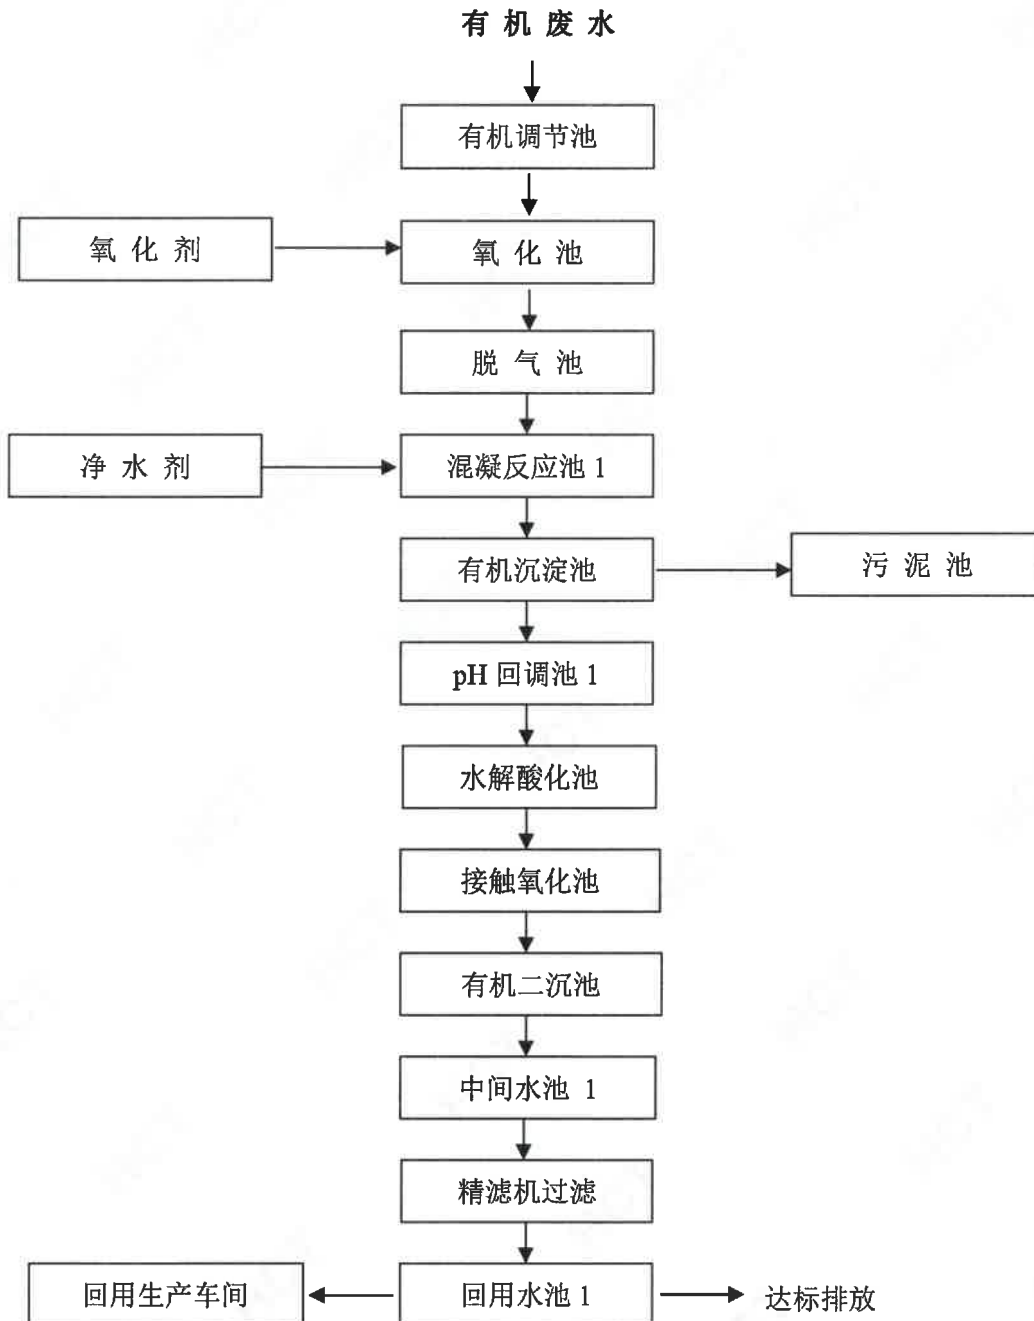 有机废水
有机调节池
氧化剂
氧化池
脱气池
净水剂
混凝反应池 1
有机沉淀池
污泥池
pH 回调池 1
水解酸化池
接触氧化池
有机二沉池
中间水池 1
精滤机过滤
回用生产车间
回用水池 1
达标排放